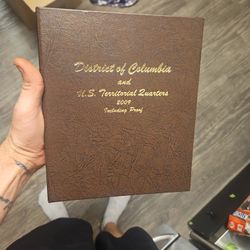 District of Columbia
and
U.S. Territorial Quarters
2009
Including Proof